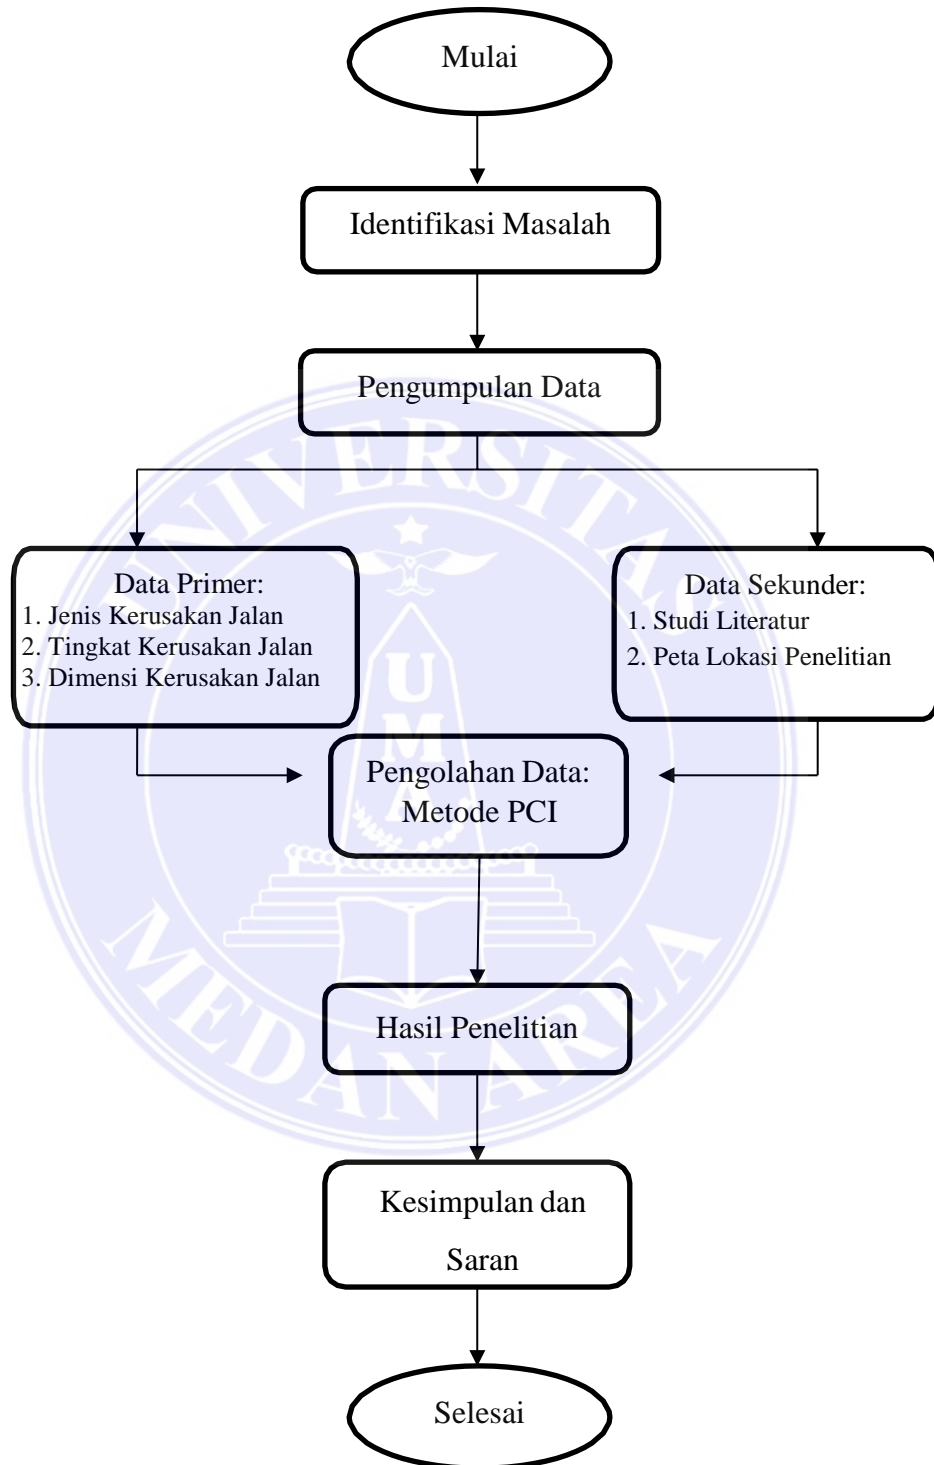 Mulai
Identifikasi Masalah
Pengumpulan Data
Data Primer:
1. Jenis Kerusakan Jalan
2. Tingkat Kerusakan Jalan
3. Dimensi Kerusakan Jalan
Data Sekunder:
1. Studi Literatur
2. Peta Lokasi Penelitian
Pengolahan Data:
Metode PCI
Hasil Penelitian
Kesimpulan dan
Saran
Selesai
UNIVERSITAS
MEDAN AREA
UMA